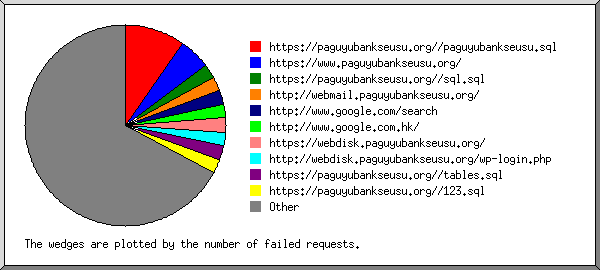 https://paguyubankseusu.org//paguyubankseusu.sql
https://www.paguyubankseusu.org/
https://paguyubankseusu.org//sql.sql
http://webmail.paguyubankseusu.org/
http://www.google.com/search
http://www.google.com.hk/
https://webdisk.paguyubankseusu.org/
http://webdisk.paguyubankseusu.org/wp-login.php
https://paguyubankseusu.org//tables.sql
https://paguyubankseusu.org//123.sql
Other
The wedges are plotted by the number of failed requests.